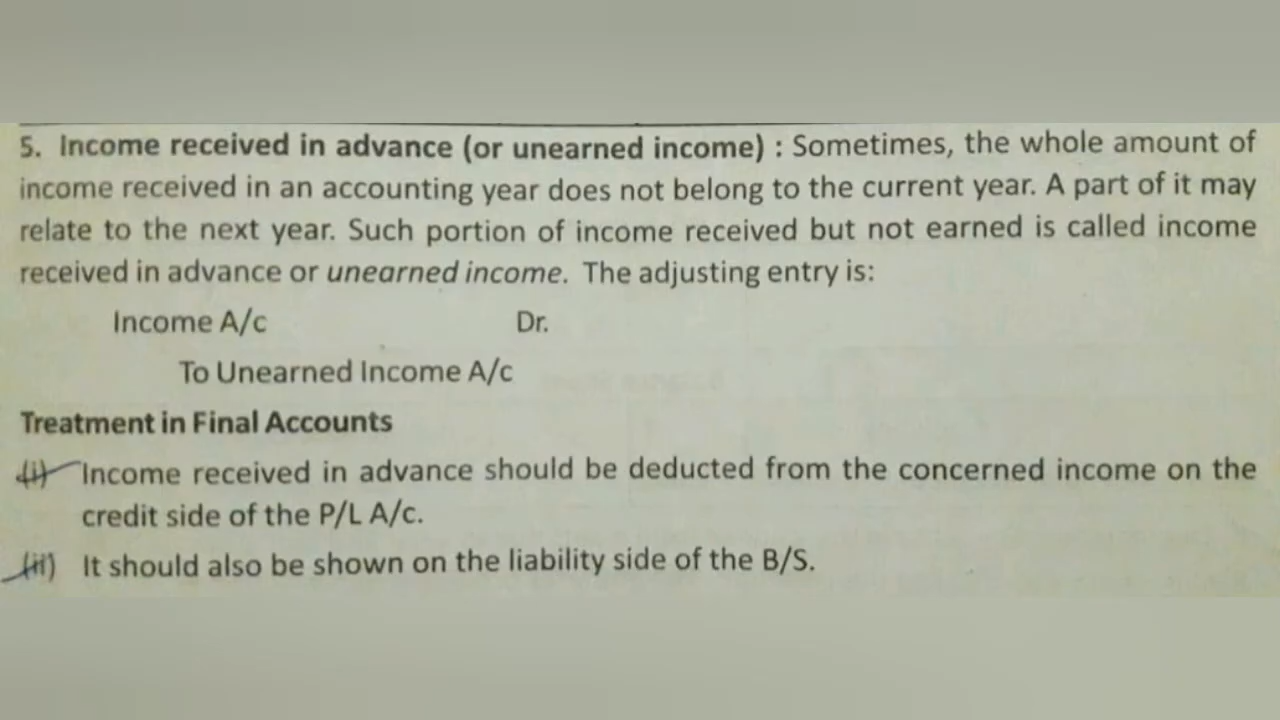 5. Income received in advance (or unearned income) : Sometimes, the whole amount of
income received in an accounting year does not belong to the current year. A part of it may
relate to the next year. Such portion of income received but not earned is called income
received in advance or unearned income. The adjusting entry is:
Income A/c Dr.
To Unearned Income A/c
Treatment in Final Accounts
(i) Income received in advance should be deducted from the concerned income on the
credit side of the P/L A/c.
(ii) It should also be shown on the liability side of the B/S.